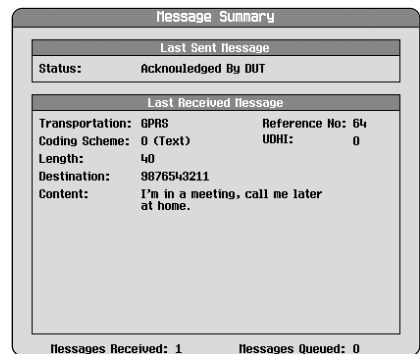 Message Summary
Last Sent Message
Status: Acknowledged By DUT
Last Received Message
Transportation: GPRS Reference No: 64
Coding Scheme: 0 (Text) UDHI: 0
Length: 40
Destination: 9876543211
Content: I'm in a meeting, call me later
at home.
Messages Received: 1 Messages Queued: 0